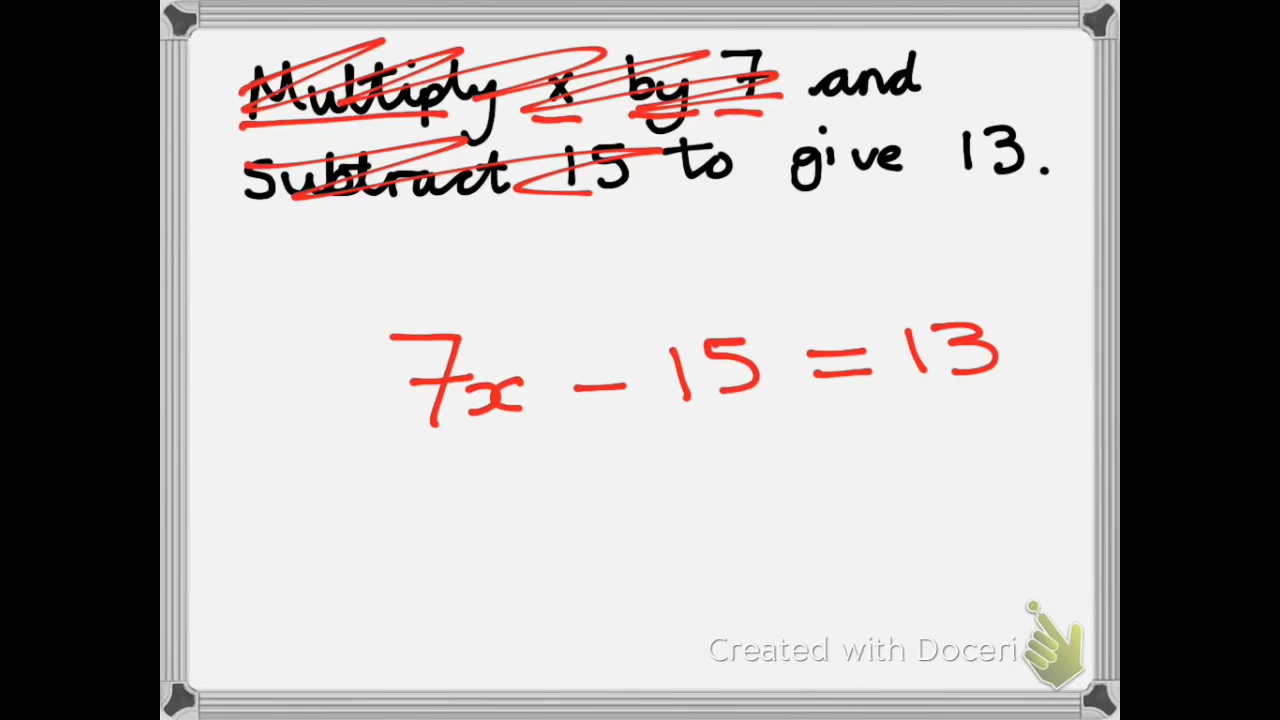 Multiply x by 7 and
Subtract 15 to give 13.
7x - 15 = 13
Created with Doceri